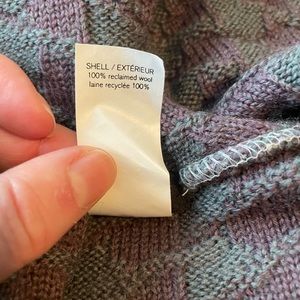 SHELL / EXTÉRIEUR
100% reclaimed wool
laine recyclée 100%